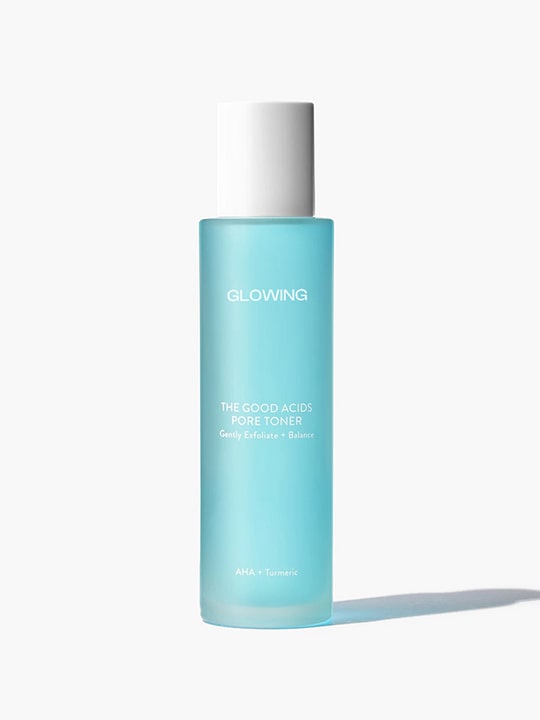 GLOWING
THE GOOD ACIDS
PORE TONER
Gently Exfoliate + Balance
AHA + Turmeric